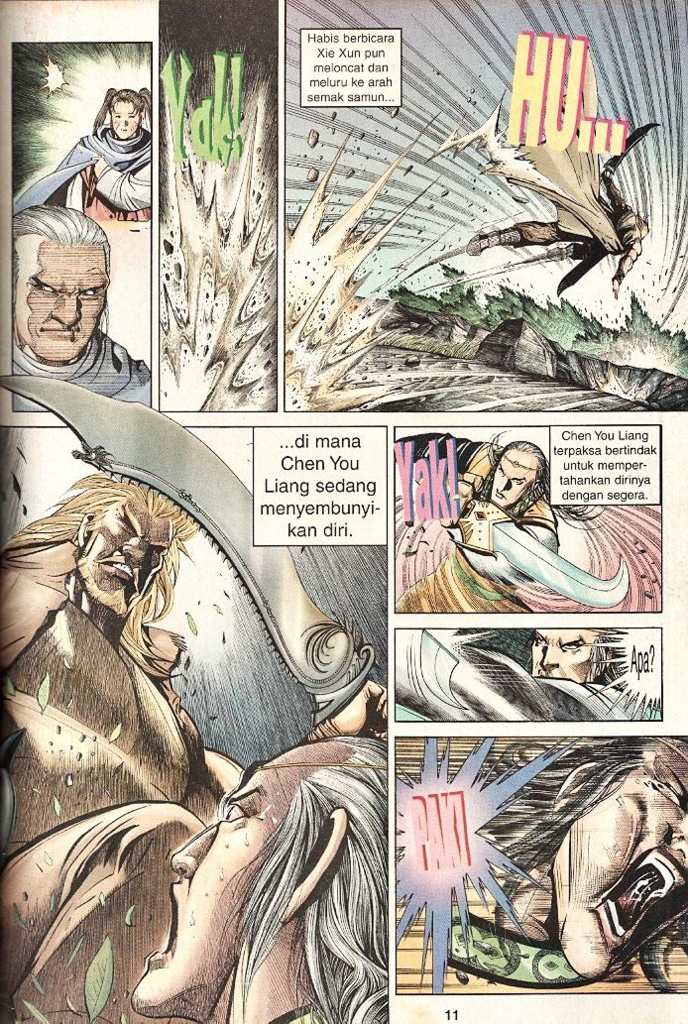 Yak!
Habis berbicara
Xie Xun pun
meloncat dan
meluru ke arah
semak samun...
HU...
...di mana
Chen You
Liang sedang
menyembunyi-
kan diri.
Yak!
Chen You Liang
terpaksa bertindak
untuk memper-
tahankan dirinya
dengan segera.
Apa?
PAK!
11